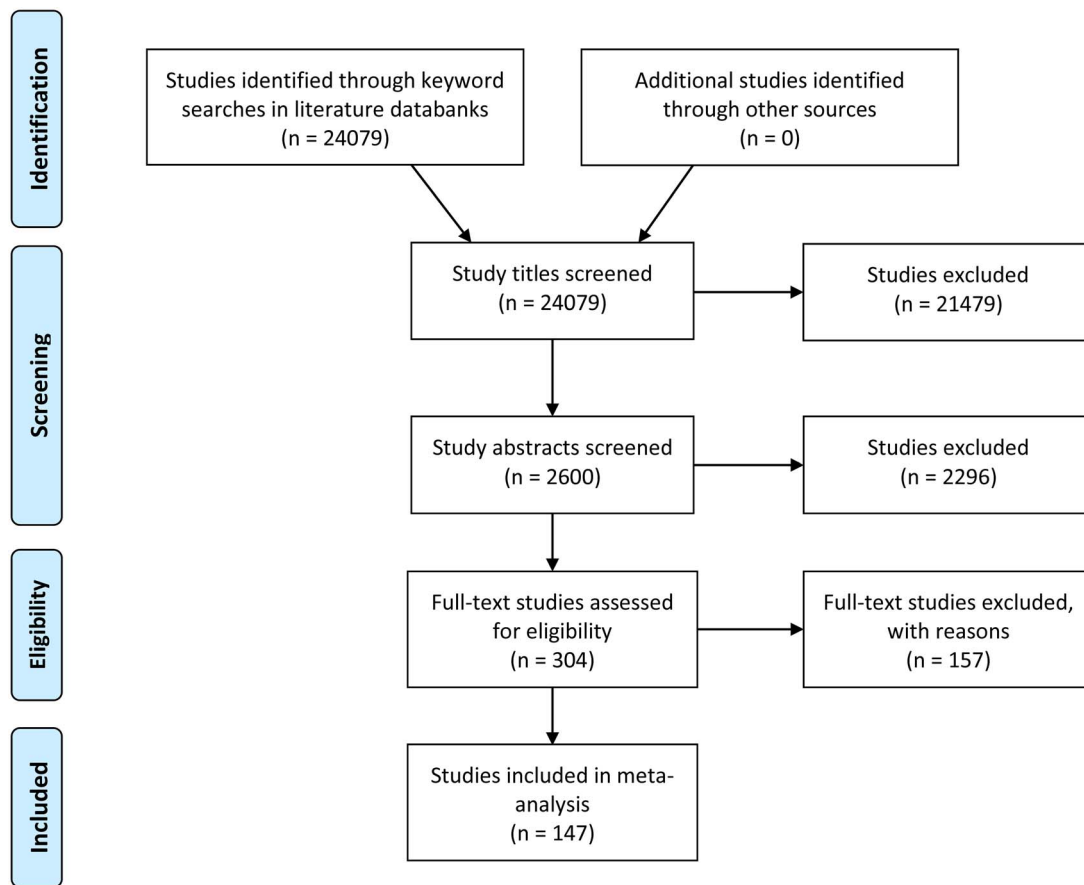 Identification
Studies identified through keyword
searches in literature databanks
(n = 24079)
Additional studies identified
through other sources
(n = 0)
Screening
Study titles screened
(n = 24079)
Studies excluded
(n = 21479)
Study abstracts screened
(n = 2600)
Studies excluded
(n = 2296)
Eligibility
Full-text studies assessed
for eligibility
(n = 304)
Full-text studies excluded,
with reasons
(n = 157)
Included
Studies included in meta-
analysis
(n = 147)